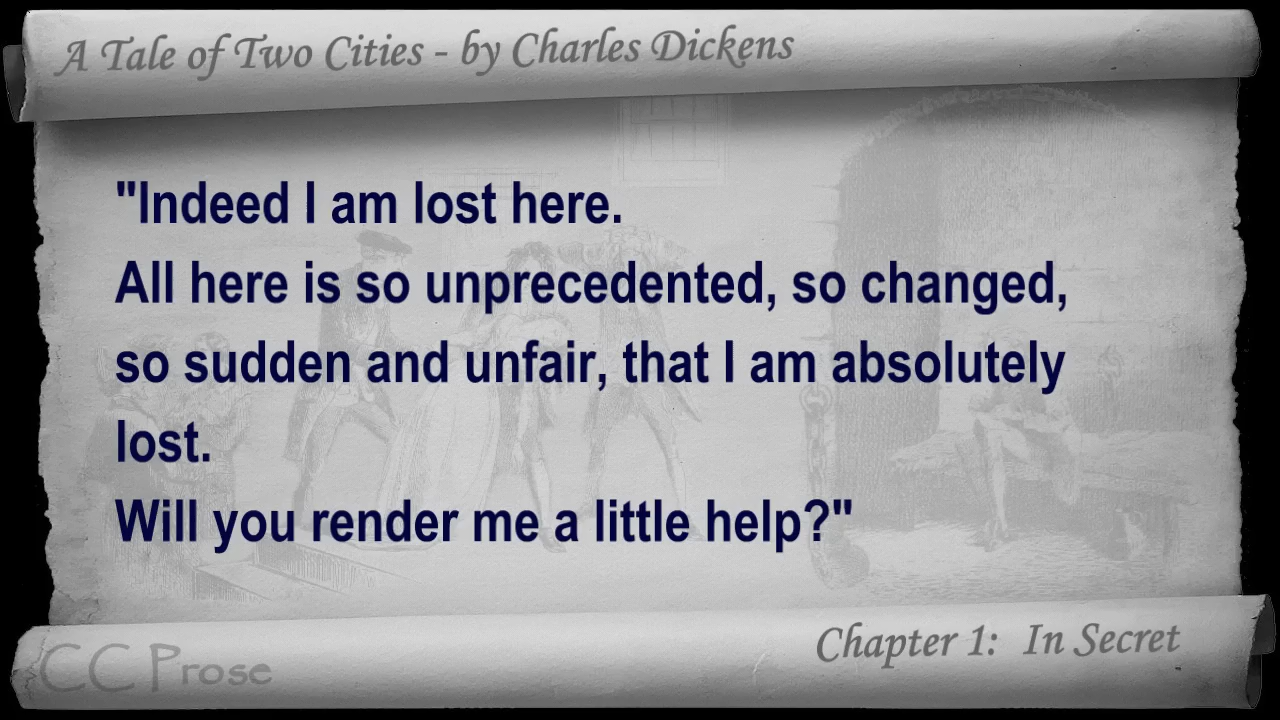 A Tale of Two Cities - by Charles Dickens
"Indeed I am lost here.
All here is so unprecedented, so changed,
so sudden and unfair, that I am absolutely
lost.
Will you render me a little help?"
Chapter 1: In Secret
CC Prose